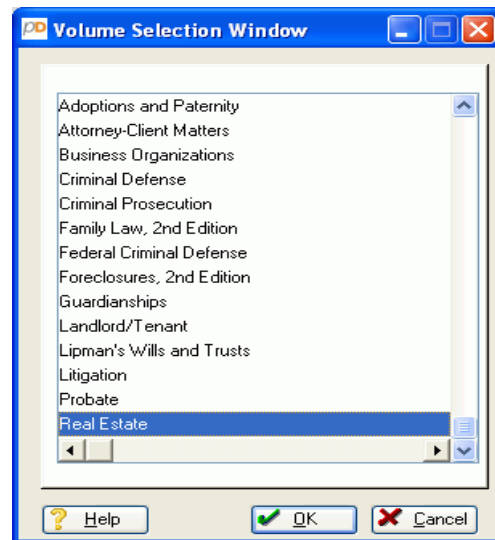 PD Volume Selection Window
Adoptions and Paternity
Attorney-Client Matters
Business Organizations
Criminal Defense
Criminal Prosecution
Family Law, 2nd Edition
Federal Criminal Defense
Foreclosures, 2nd Edition
Guardianships
Landlord/Tenant
Lipman's Wills and Trusts
Litigation
Probate
Real Estate
? Help OK Cancel